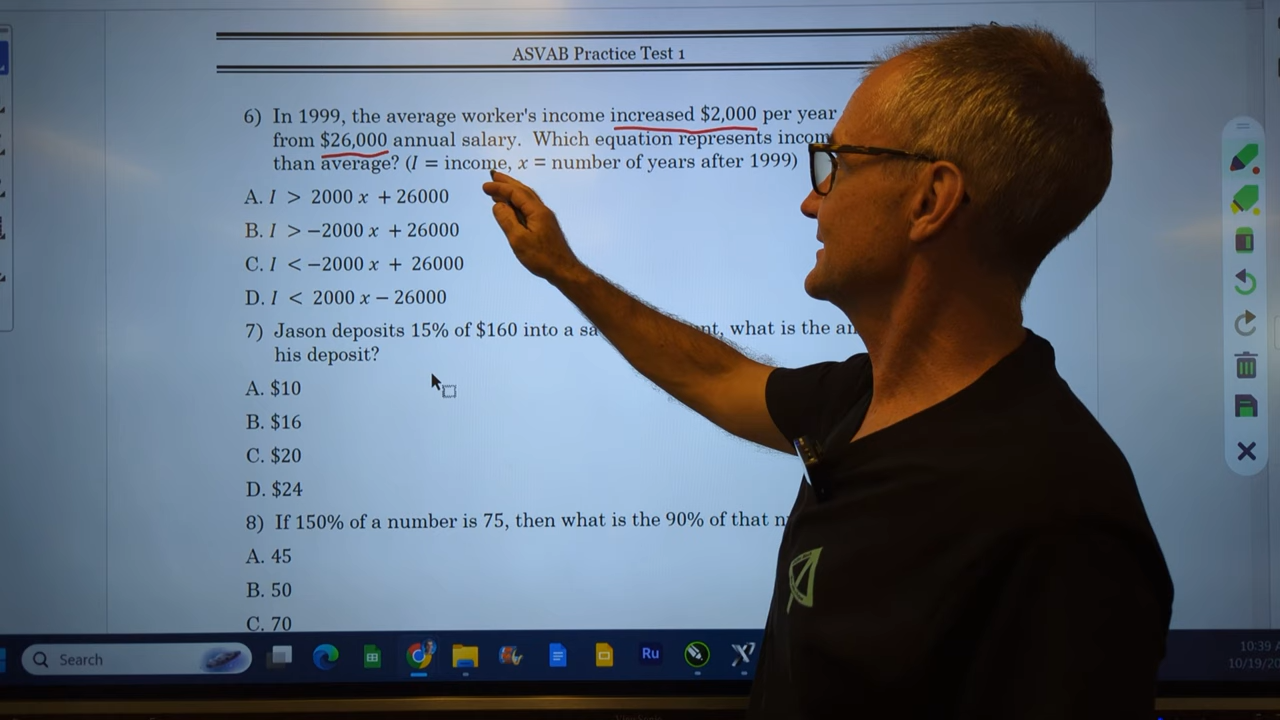 ASVAB Practice Test 1
6) In 1999, the average worker's income increased $2,000 per year
from $26,000 annual salary. Which equation represents
than average? (I = income, x = number of years after 1999)
A. I > 2000 x + 26000
B. I > −2000 x + 26000
C. I < −2000 x + 26000
D. I < 2000 x − 26000
7) Jason deposits 15% of $160 into a what is the
his deposit?
A. $10
B. $16
C. $20
D. $24
8) If 150% of a number is 75, then what is the 90% of that
A. 45
B. 50
C. 70
Search
Ru
10:39